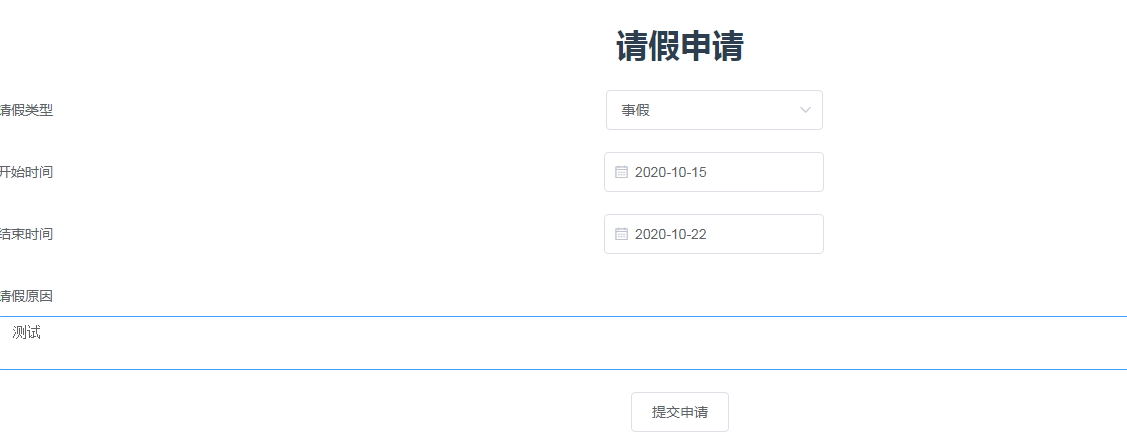 请假申请
请假类型 事假
开始时间 2020-10-15
结束时间 2020-10-22
请假原因
测试
提交申请